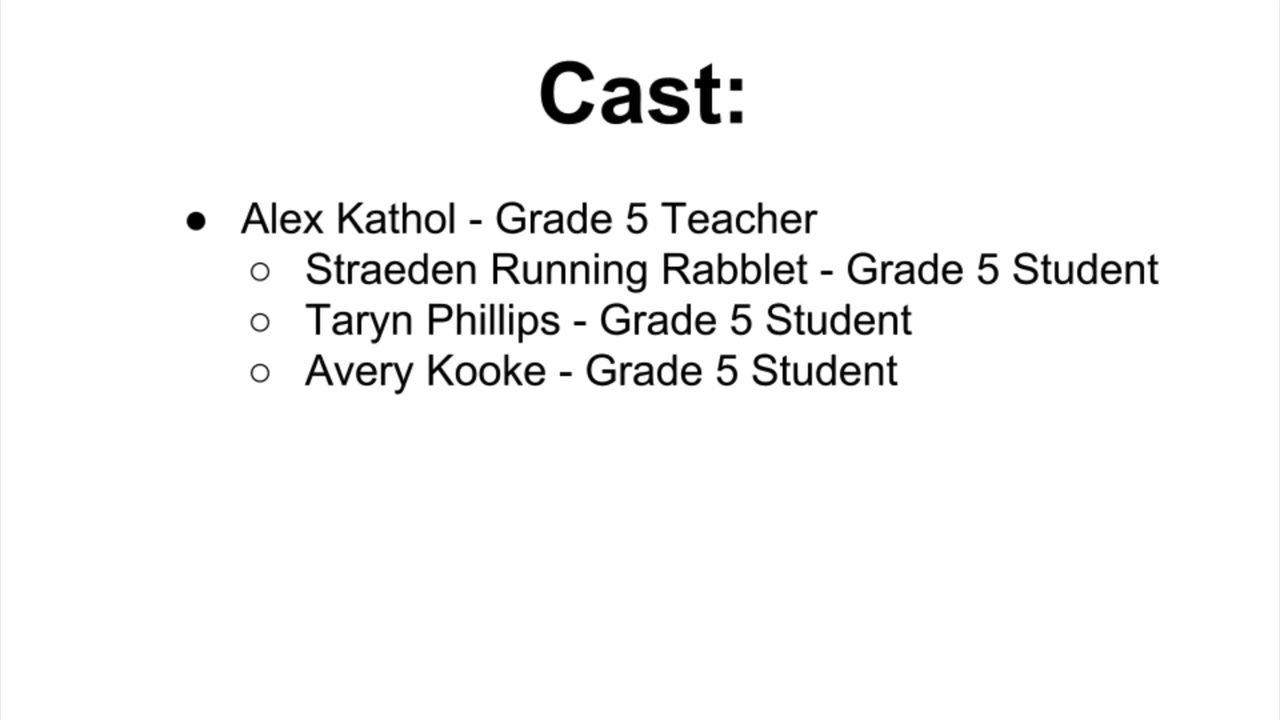 Cast:
● Alex Kathol - Grade 5 Teacher
○ Straeden Running Rabblet - Grade 5 Student
○ Taryn Phillips - Grade 5 Student
○ Avery Kooke - Grade 5 Student